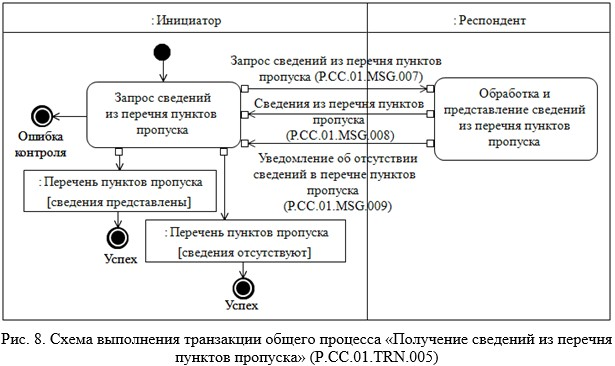 : Инициатор
: Респондент
Запрос сведений из перечня пунктов
пропуска (P.CC.01.MSG.007)
Запрос сведений
из перечня пунктов
пропуска
Обработка и
представление сведений
из перечня пунктов
пропуска
Сведения из перечня пунктов
пропуска
(P.CC.01.MSG.008)
Ошибка
контроля
Уведомление об отсутствии
сведений в перечне пунктов
пропуска
(P.CC.01.MSG.009)
: Перечень пунктов пропуска
[сведения представлены]
Успех
: Перечень пунктов пропуска
[сведения отсутствуют]
Успех
Рис. 8. Схема выполнения транзакции общего процесса «Получение сведений из перечня
пунктов пропуска» (P.CC.01.TRN.005)